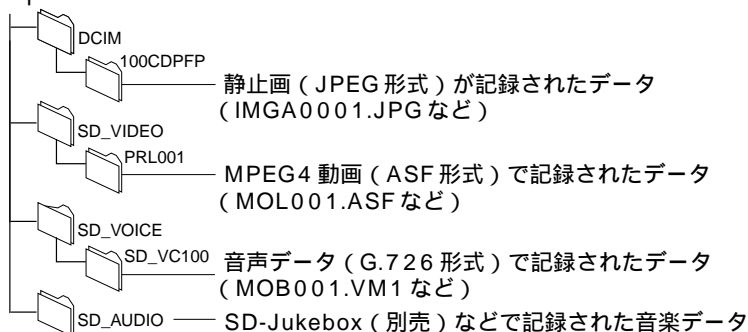 DCIM
100CDPFP
静止画（JPEG形式）が記録されたデータ
（IMGA0001.JPGなど）
SD_VIDEO
PRL001
MPEG4動画（ASF形式）で記録されたデータ
（MOL001.ASFなど）
SD_VOICE
SD_VC100
音声データ（G.726形式）で記録されたデータ
（MOB001.VM1など）
SD_AUDIO
SD-Jukebox（別売）などで記録された音楽データ